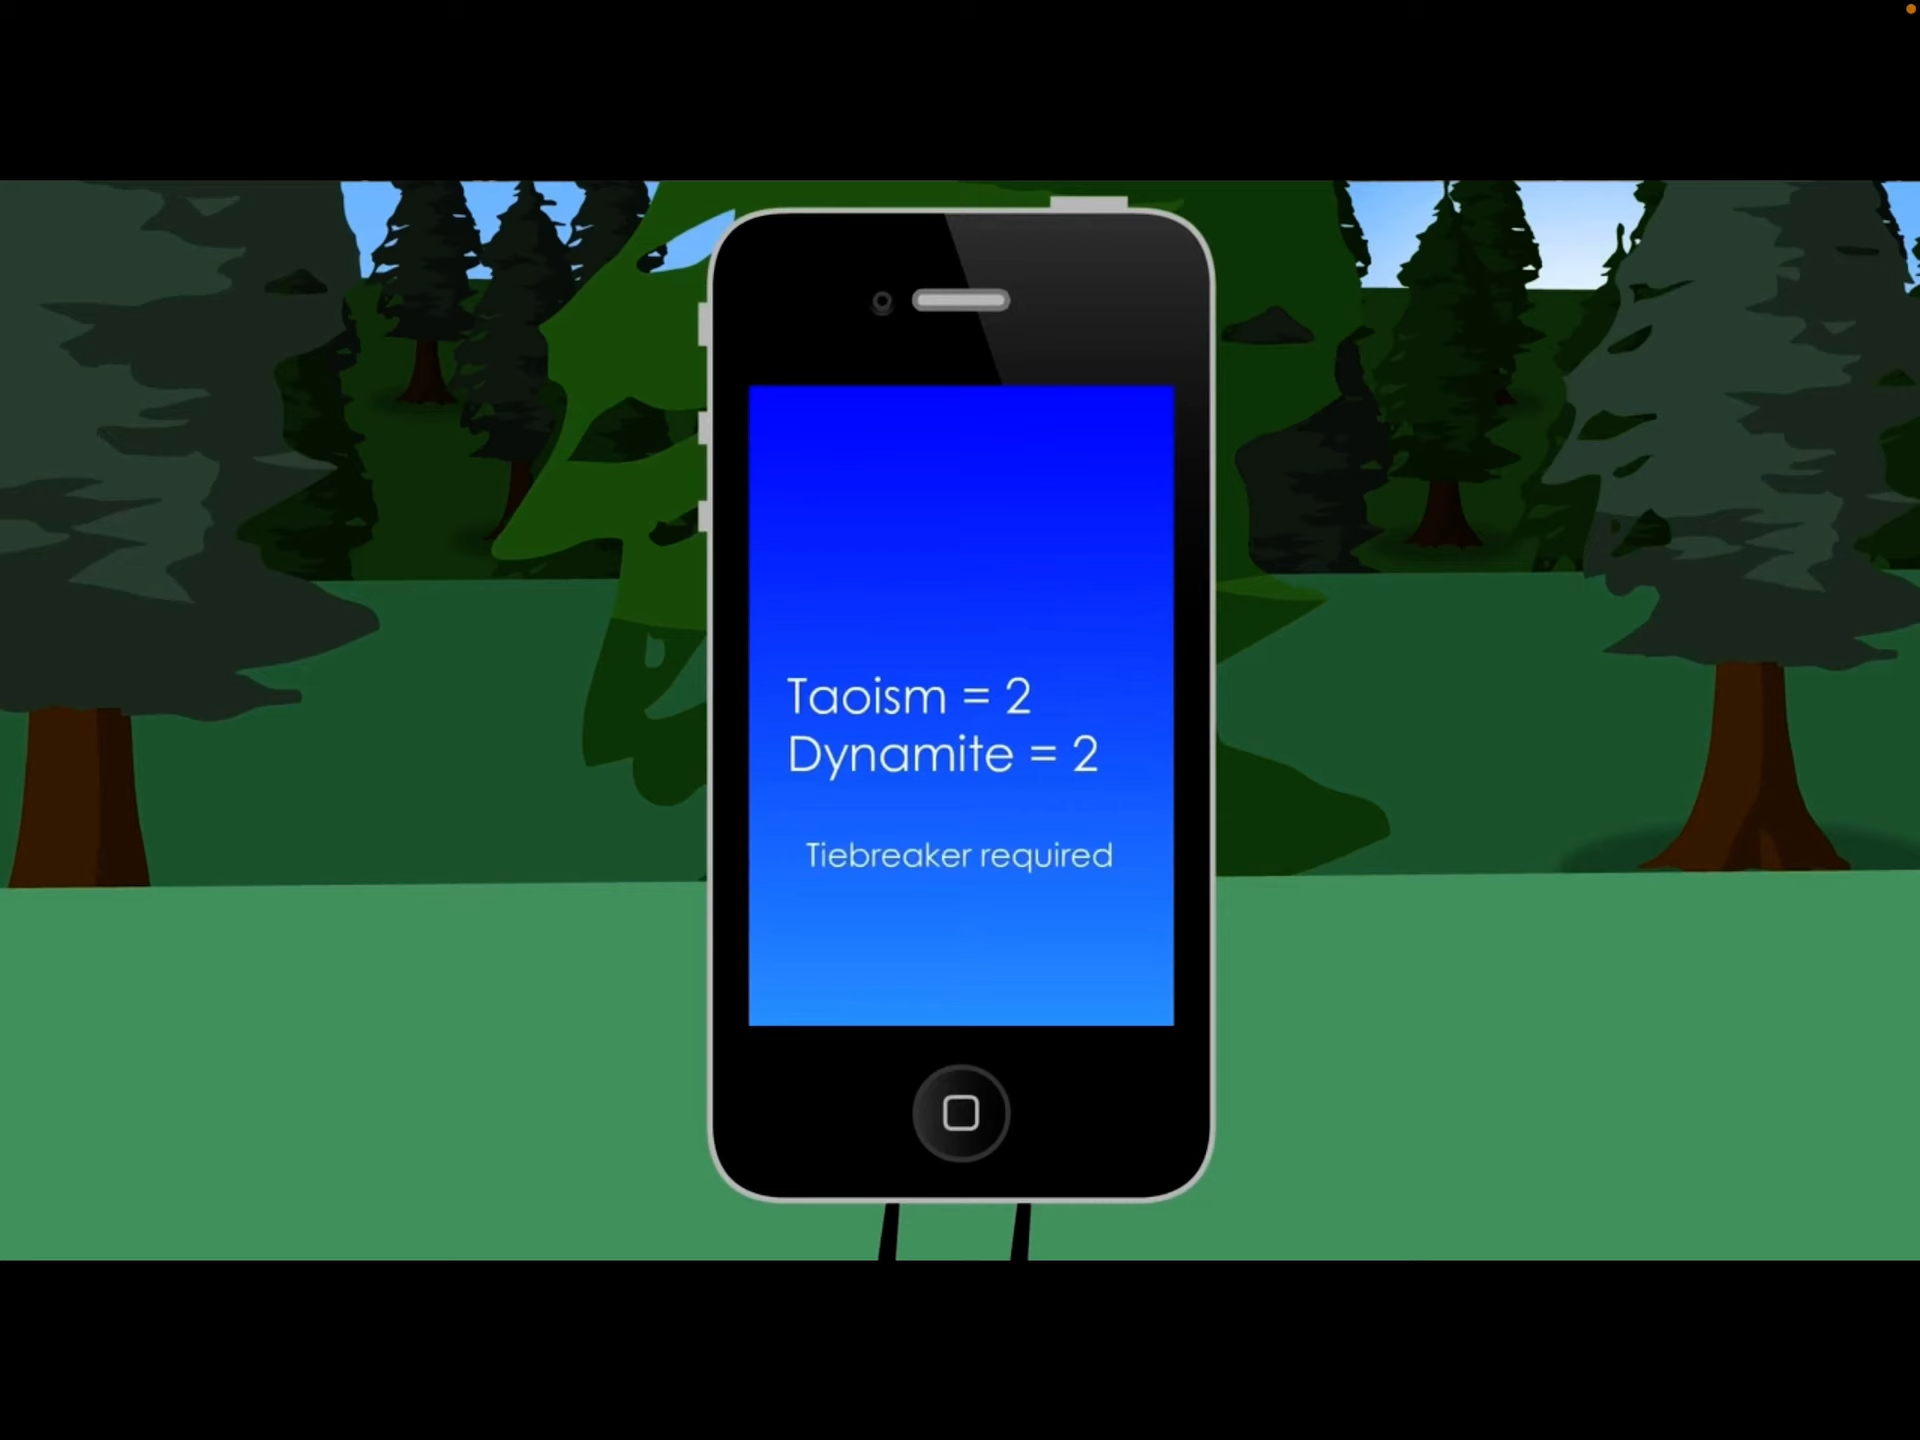 Taoism = 2
Dynamite = 2
Tiebreaker required